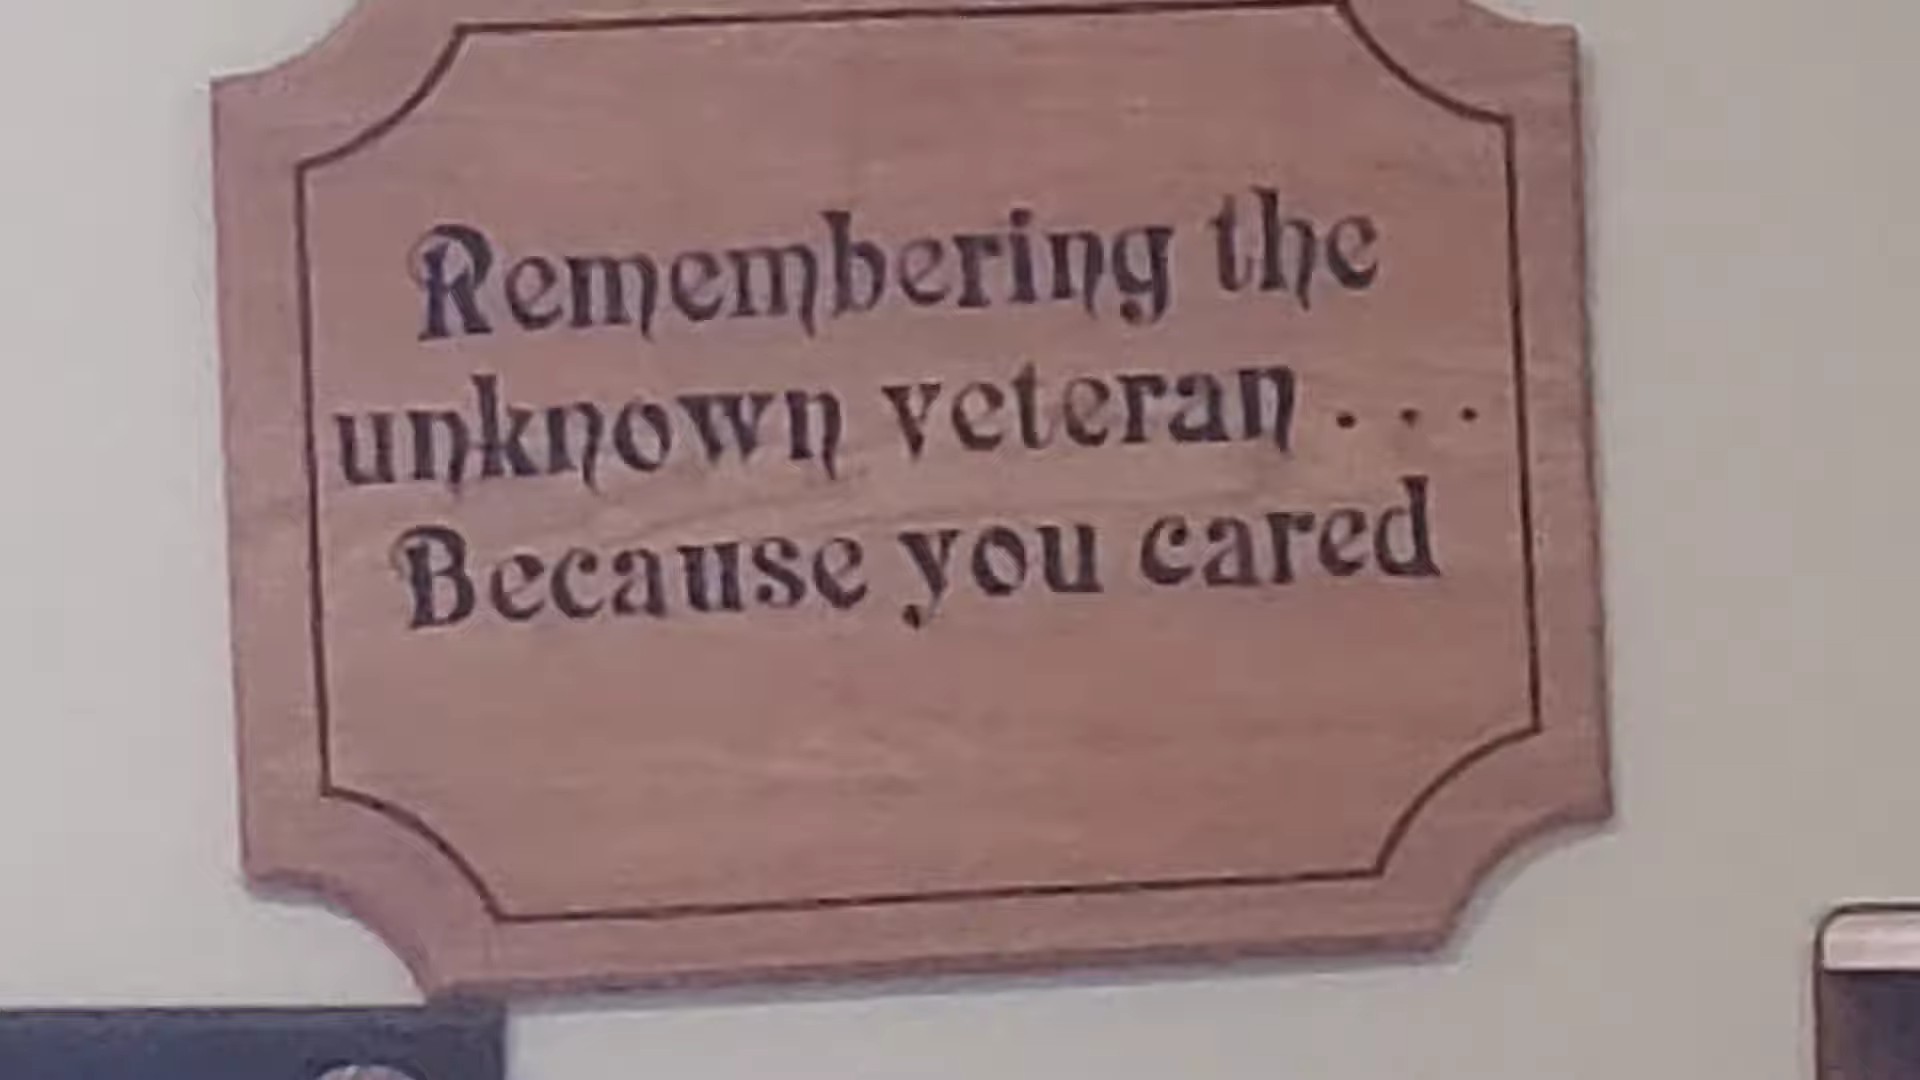 Remembering the
unknown veteran . . .
Because you cared